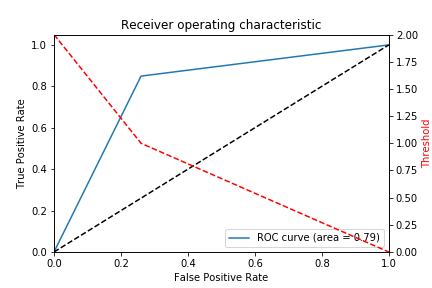 Receiver operating characteristic
1.0
0.8
0.6
0.4
0.2
0.0
True Positive Rate
2.00
1.75
1.50
1.25
1.00
0.75
0.50
0.25
0.00
Threshold
ROC curve (area = 0.79)
0.0 0.2 0.4 0.6 0.8 1.0
False Positive Rate